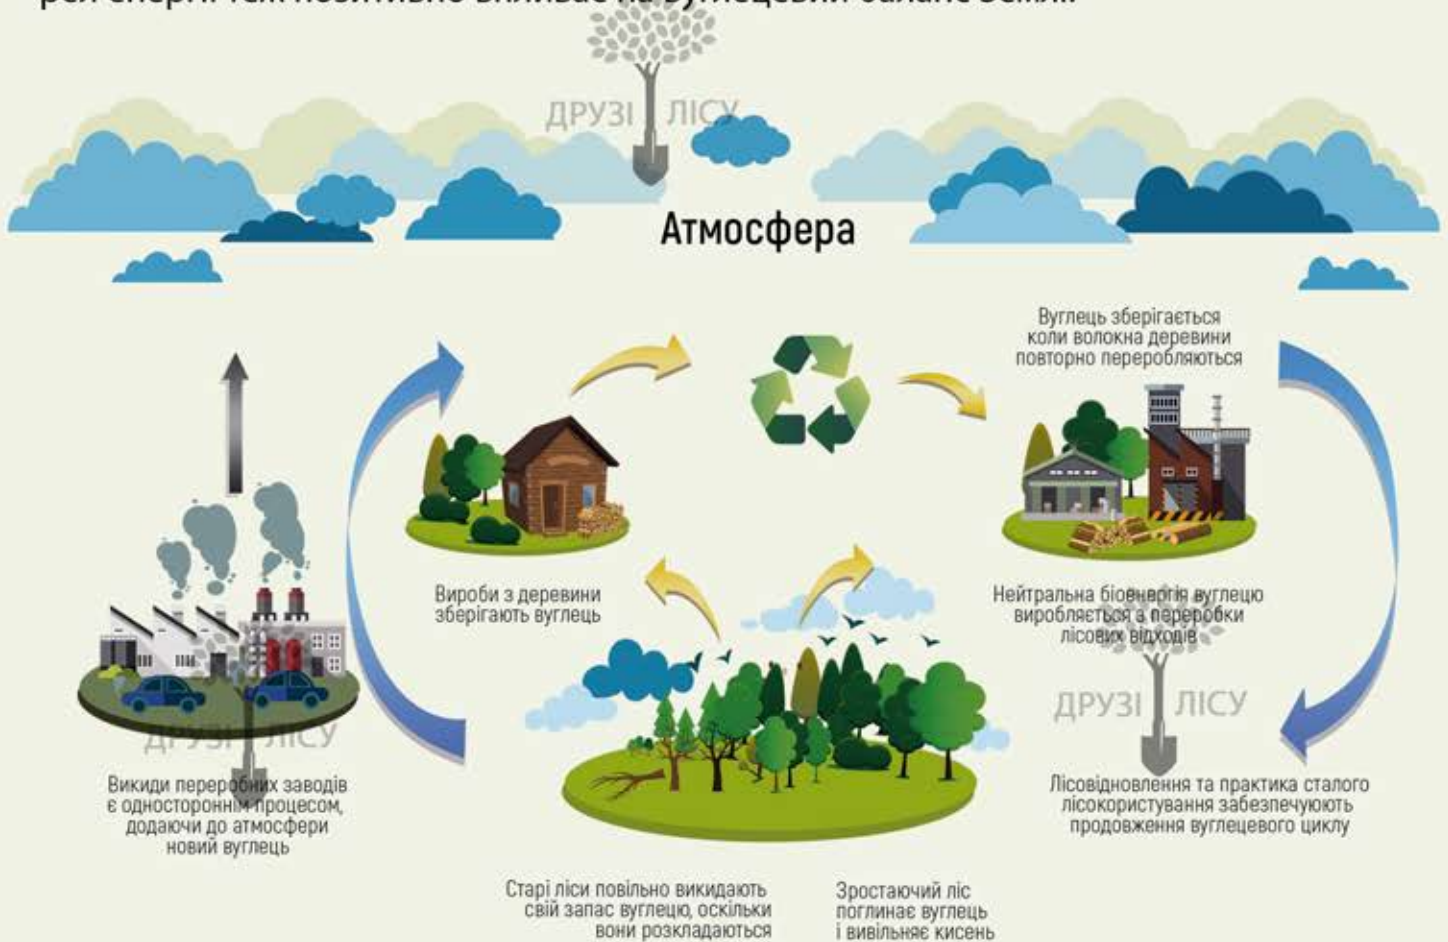 ДРУЗІ ЛІСУ
Атмосфера
Вуглець зберігається
коли волокна деревини
повторно переробляються
Вироби з деревини
зберігають вуглець
Нейтральна біоенергія вуглецю
виробляється з переробки
лісових відходів
ДРУЗІ ЛІСУ
ДРУЗІ ЛІСУ
Викиди переробних заводів
є одностороннім процесом,
додаючи до атмосфери
новий вуглець
Лісовідновлення та практика сталого
лісокористування забезпечуюють
продовження вуглецевого циклу
Старі ліси повільно викидають
свій запас вуглецю, оскільки
вони розкладаються
Зростаючий ліс
поглинає вуглець
і вивільняє кисень